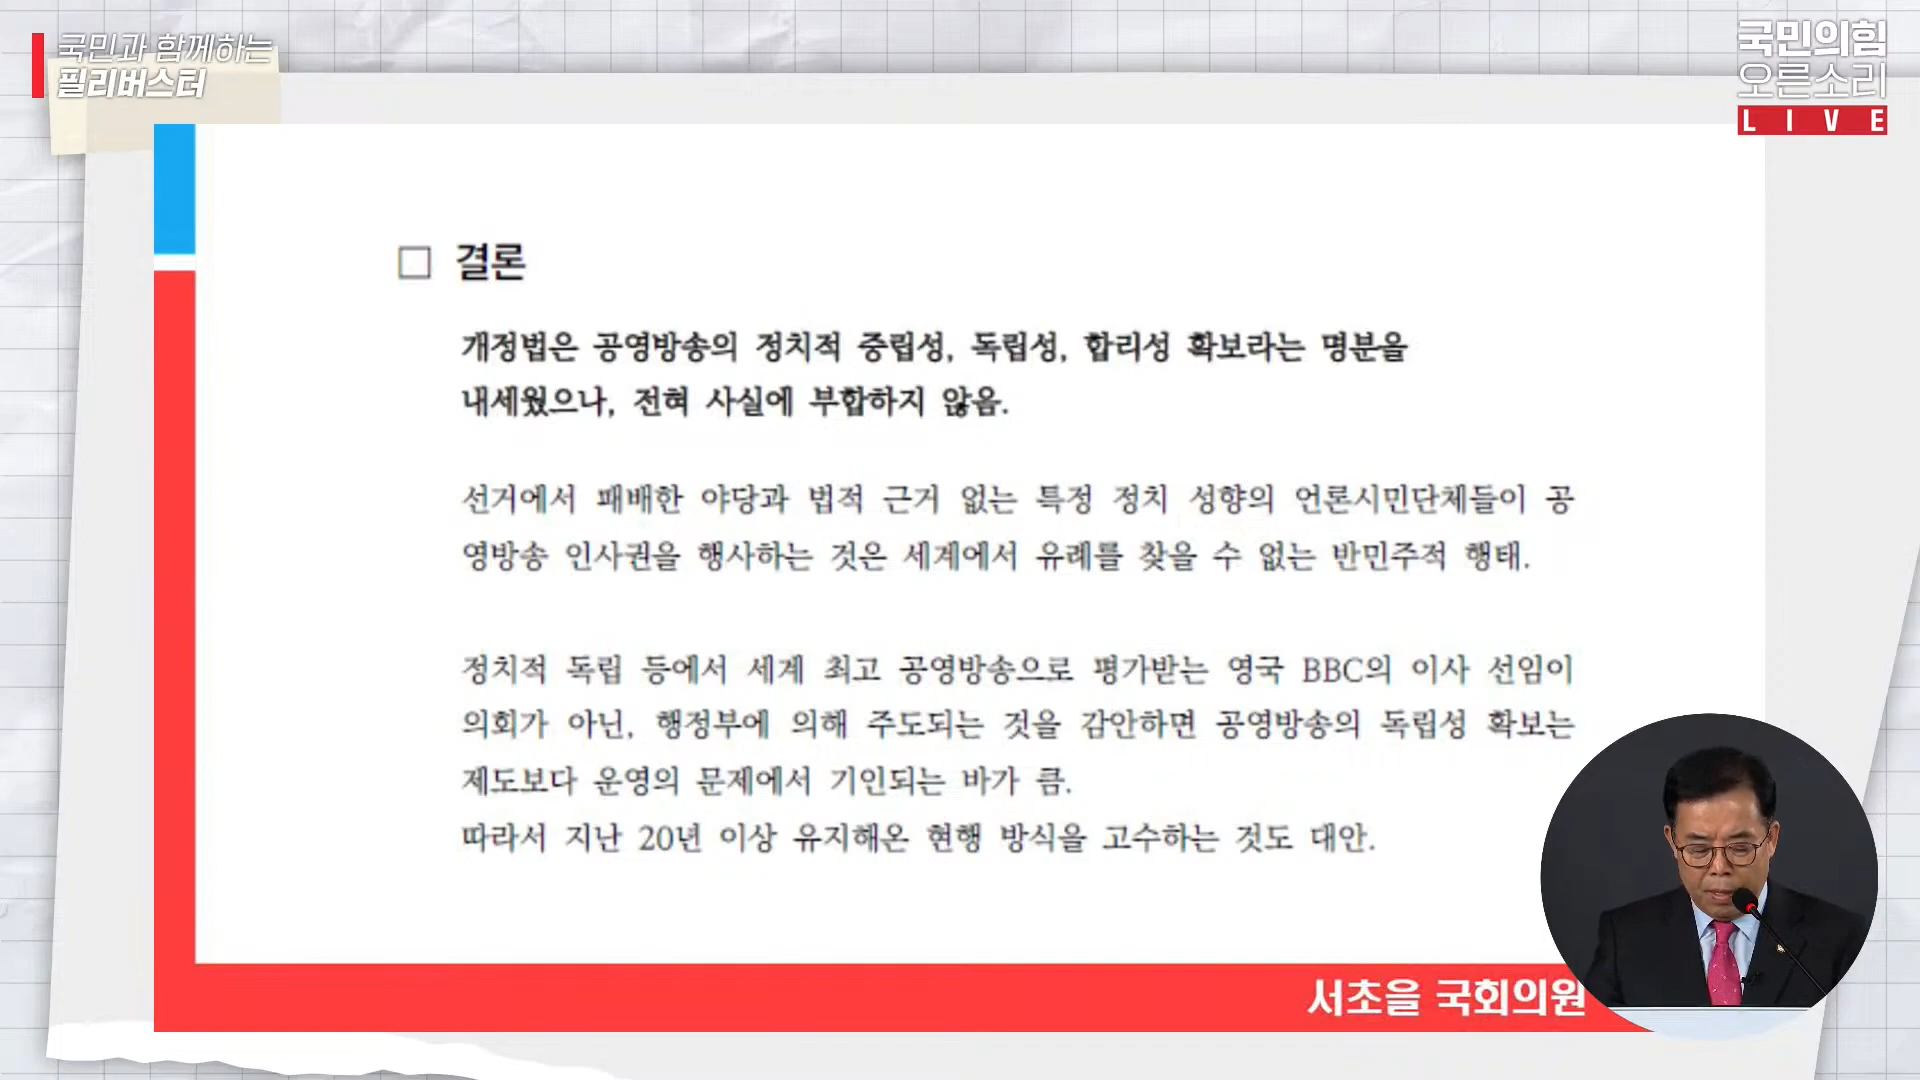 국민과 함께하는
필리버스터
국민의힘
오른소리
LIVE
□ 결론
개정법은 공영방송의 정치적 중립성, 독립성, 합리성 확보라는 명분을
내세웠으나, 전혀 사실에 부합하지 않음.
선거에서 패배한 야당과 법적 근거 없는 특정 정치 성향의 언론시민단체들이 공
영방송 인사권을 행사하는 것은 세계에서 유례를 찾을 수 없는 반민주적 행태.
정치적 독립 등에서 세계 최고 공영방송으로 평가받는 영국 BBC의 이사 선임이
의회가 아닌, 행정부에 의해 주도되는 것을 감안하면 공영방송의 독립성 확보는
제도보다 운영의 문제에서 기인되는 바가 큼.
따라서 지난 20년 이상 유지해온 현행 방식을 고수하는 것도 대안.
서초을 국회의원